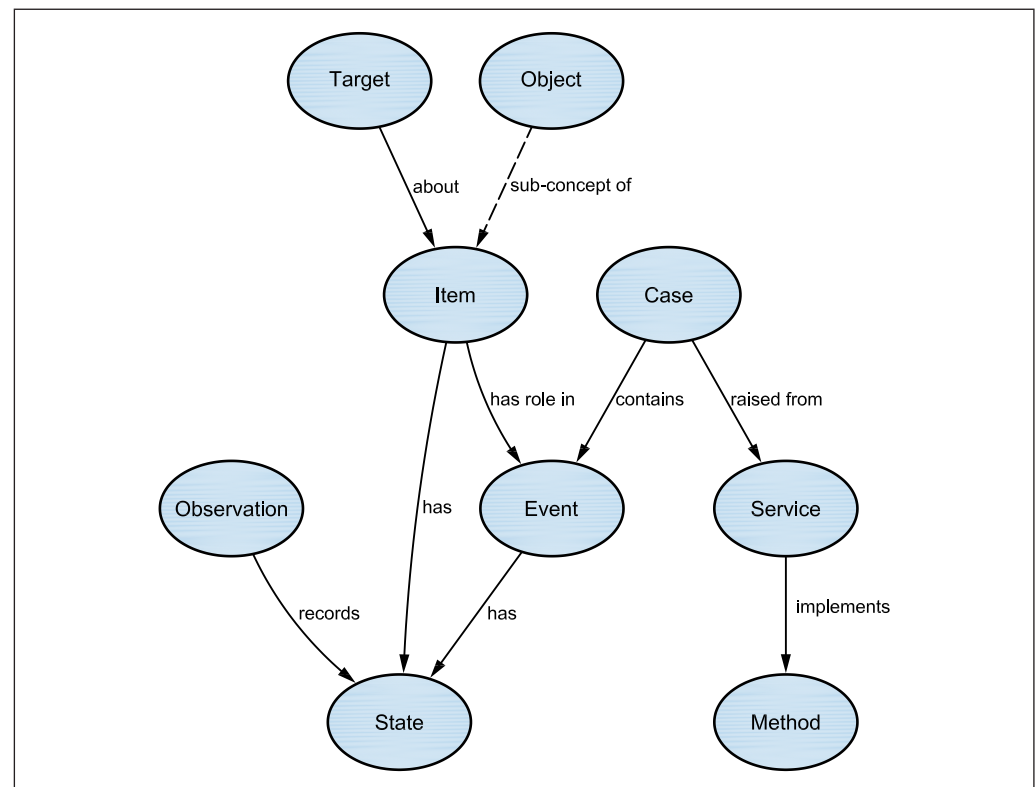 Target
Object
about
sub-concept of
Item
Case
has role in
contains
raised from
Observation
has
Event
Service
records
has
implements
State
Method